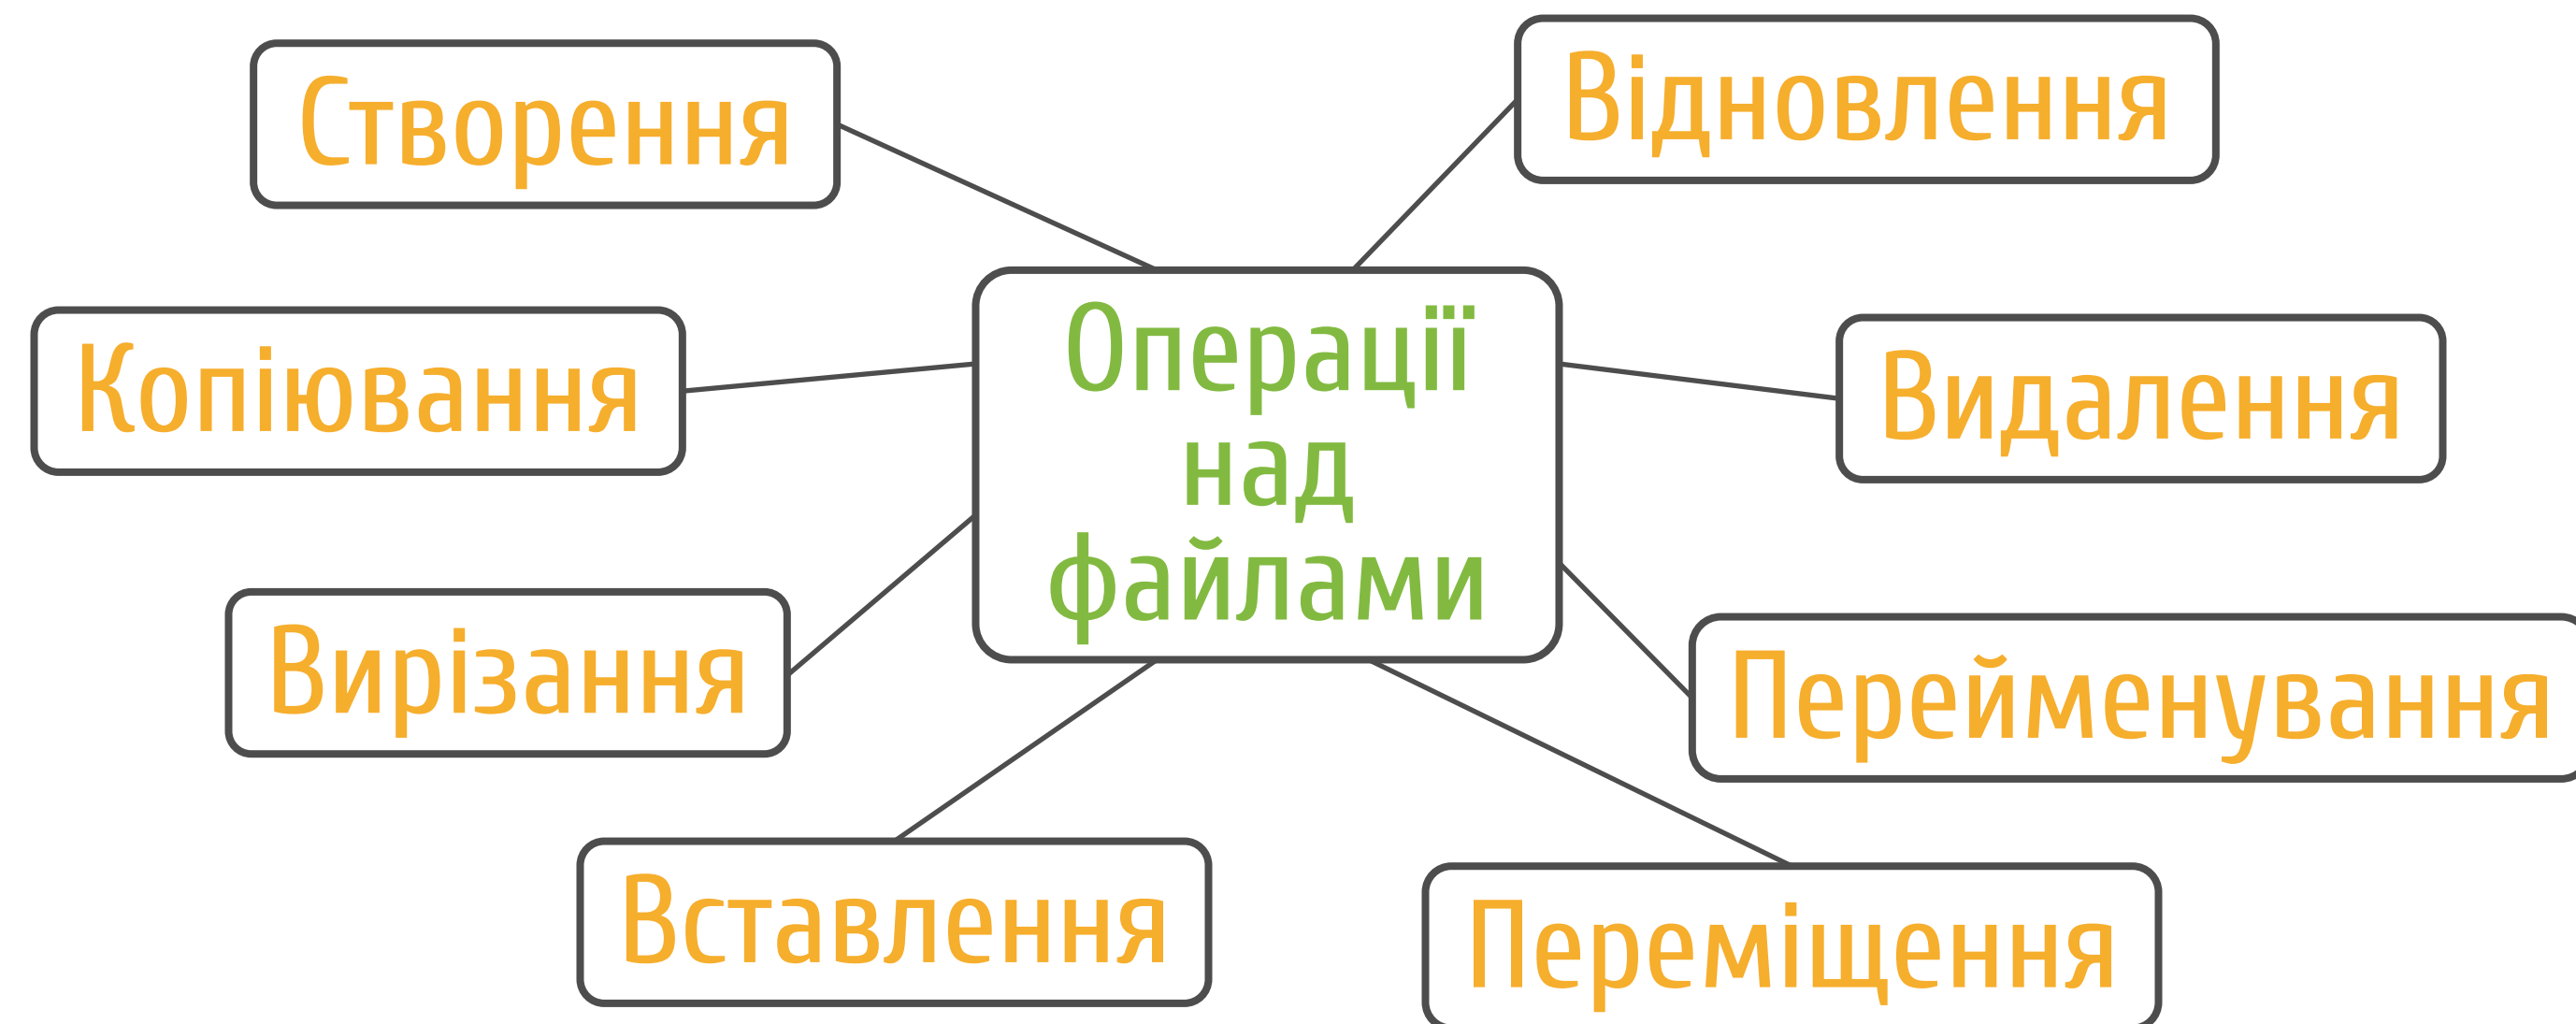 Створення
Відновлення
Копіювання
Операції
над
файлами
Видалення
Вирізання
Перейменування
Вставлення
Переміщення